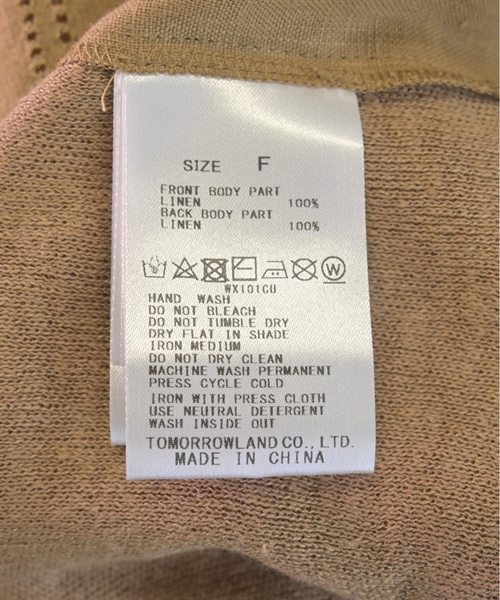 SIZE F
FRONT BODY PART
LINEN 100%
BACK BODY PART
LINEN 100%
W
WX101CU
HAND WASH
DO NOT BLEACH
DO NOT TUMBLE DRY
DRY FLAT IN SHADE
IRON MEDIUM
DO NOT DRY CLEAN
MACHINE WASH PERMANENT
PRESS CYCLE COLD
IRON WITH PRESS CLOTH
USE NEUTRAL DETERGENT
WASH INSIDE OUT
TOMORROWLAND CO., LTD.
MADE IN CHINA